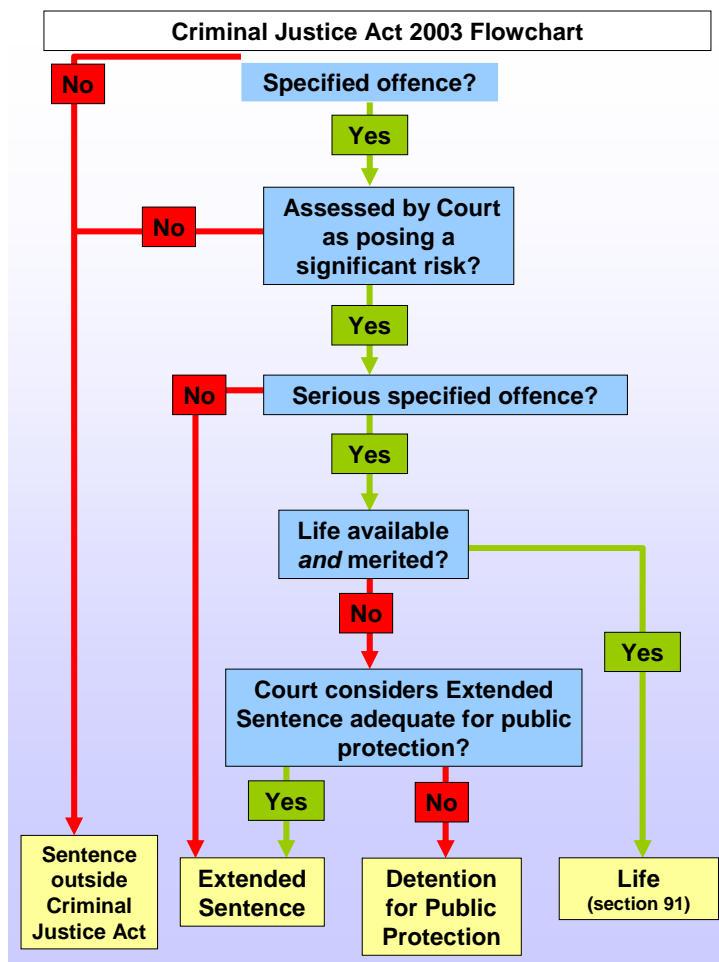 Criminal Justice Act 2003 Flowchart
No
Specified offence?
Yes
No
Assessed by Court
as posing a
significant risk?
Yes
No
Serious specified offence?
Yes
Life available
and merited?
No
Yes
Court considers Extended
Sentence adequate for public
protection?
Yes
No
Sentence
outside
Criminal
Justice Act
Extended
Sentence
Detention
for Public
Protection
Life
(section 91)